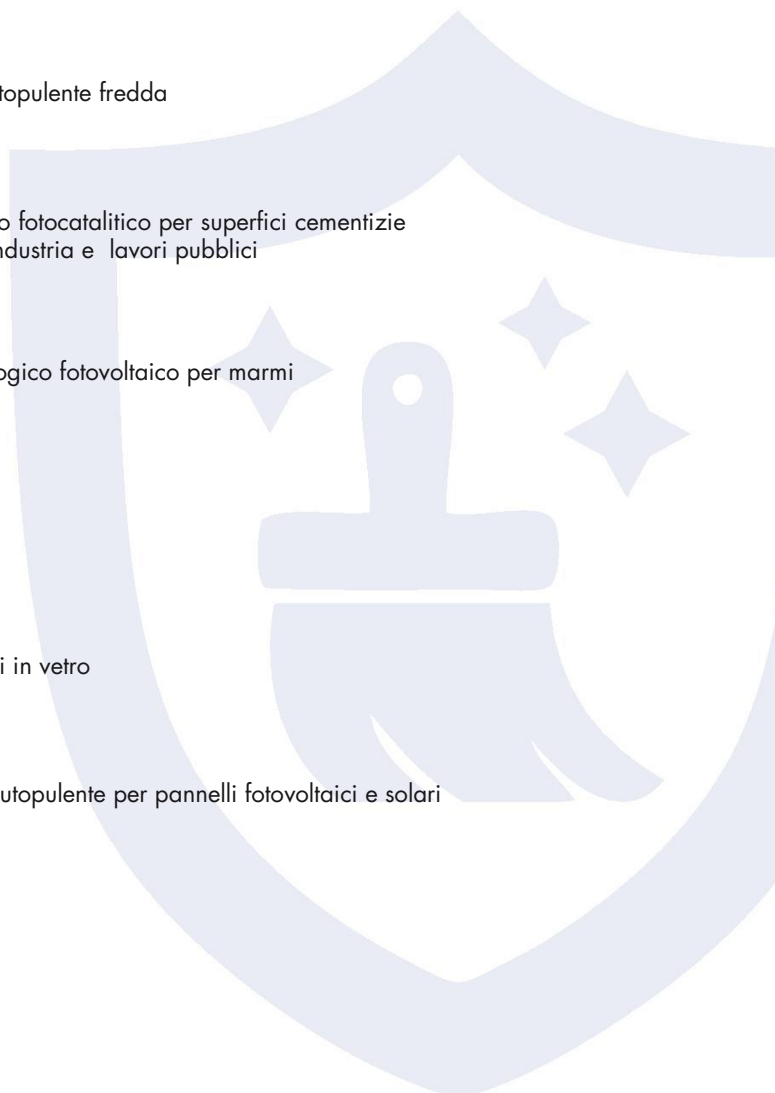 topulente fredda
o fotocatalitico per superfici cementizie
ndustria e lavori pubblici
ogico fotovoltaico per marmi
i in vetro
utopulente per pannelli fotovoltaici e solari